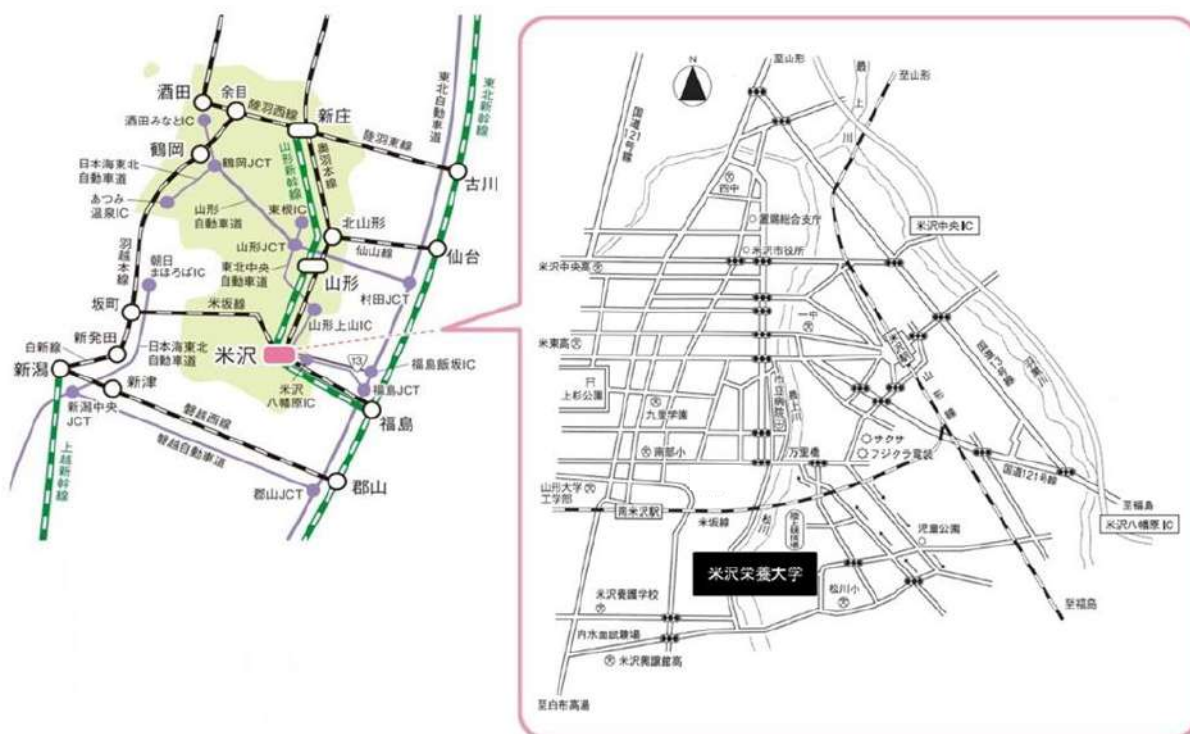 酒田
余目
陸羽西線
新庄
酒田みなとIC
陸羽東線
東北自動車道
東北新幹線
鶴岡
鶴岡JCT
日本海東北
自動車道
山形新幹線
奥羽本線
古川
あつみ
温泉IC
山形
自動車道
東根IC
北山形
羽越本線
山形JCT
仙山線
仙台
朝日
まほろばIC
東北中央
自動車道
山形
村田JCT
坂町
米坂線
山形上山IC
新発田
日本海東北
自動車道
米沢
13
福島飯坂IC
白新線
新潟
新津
米沢
八幡原IC
福島JCT
新潟中央
JCT
磐越西線
福島
上越新幹線
磐越自動車道
郡山JCT
郡山
N
至山形
最上川
至山形
国道121号線
四中
置賜総合支庁
米沢中央IC
米沢市役所
米沢中央高
一中
米沢駅
米東高
上杉公園
九里学園
市立病院
最上川
山形線
サクサ
フジクラ電装
南部小
万里橋
国道121号線
山形大学
工学部
南米沢駅
米坂線
松川
至福島
米沢八幡原IC
児童公園
米沢栄養大学
米沢養護学校
松川小
至福島
内水面試験場
米沢興譲館高
至白布高湯